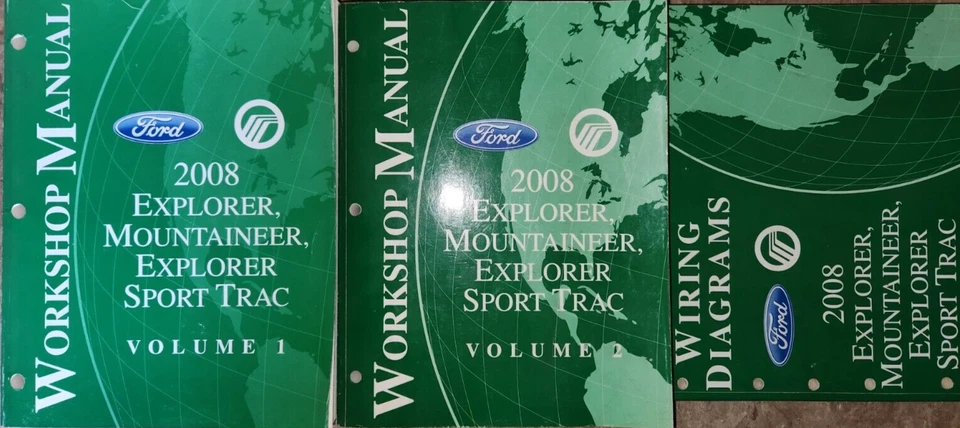 WORKSHOP MANUAL
Ford
2008
EXPLORER,
MOUNTAINEER,
EXPLORER
SPORT TRAC
VOLUME 1
WORKSHOP MANUAL
Ford
2008
EXPLORER,
MOUNTAINEER,
EXPLORER
SPORT TRAC
VOLUME 2
WIRING
DIAGRAMS
Ford
2008
EXPLORER,
MOUNTAINEER,
EXPLORER
SPORT TRAC